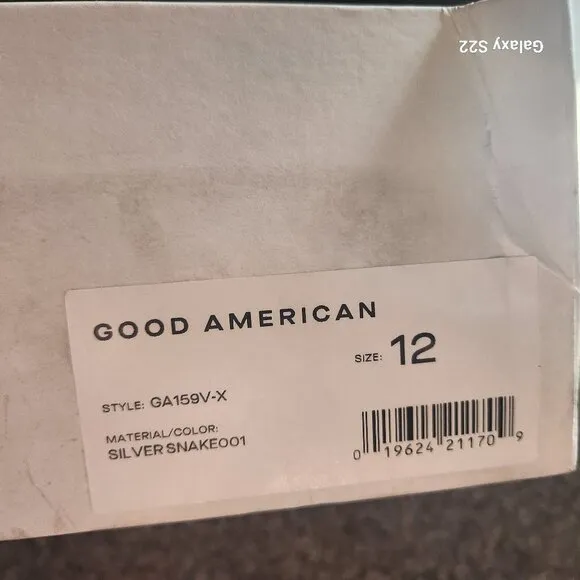 Galaxy S22
GOOD AMERICAN
SIZE: 12
STYLE: GA159V-X
MATERIAL/COLOR:
SILVER SNAKE001
0 19624 21170 9